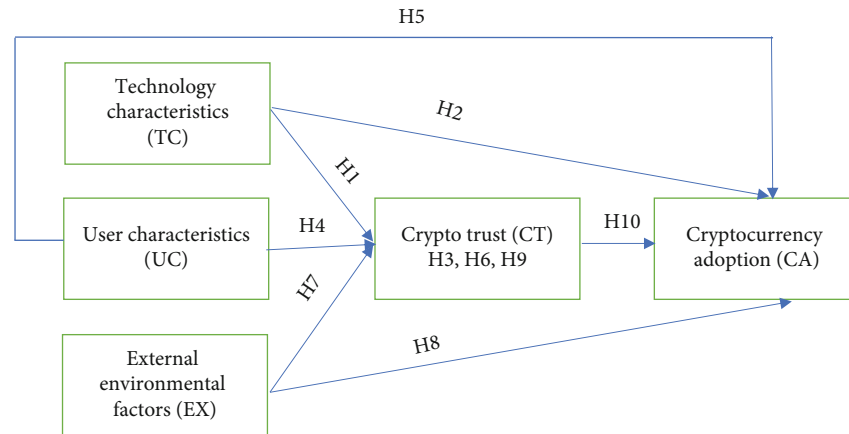 H5
Technology
characteristics
(TC)
H2
H1
User characteristics
(UC)
H4
Crypto trust (CT)
H3, H6, H9
H10
Cryptocurrency
adoption (CA)
H7
External
environmental
factors (EX)
H8